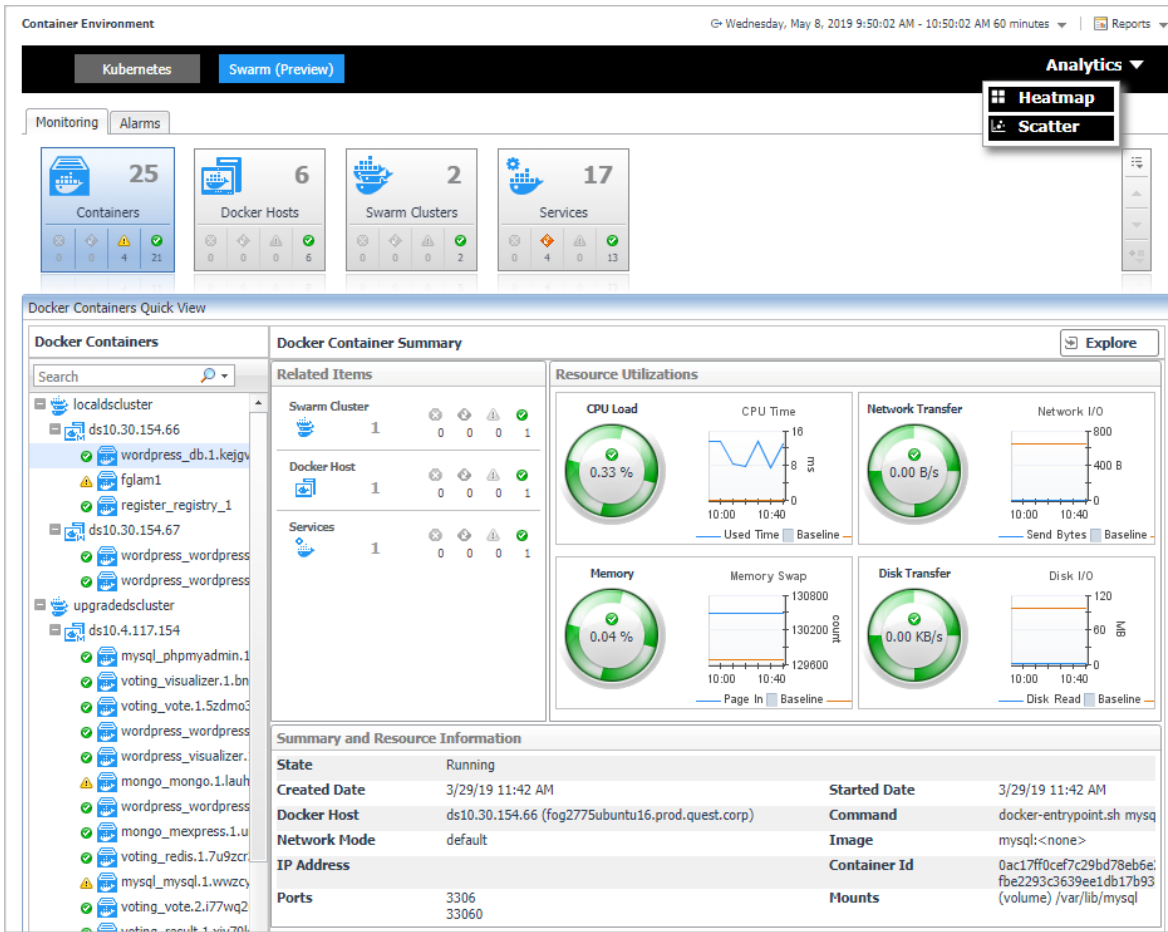 Container Environment
Wednesday, May 8, 2019 9:50:02 AM - 10:50:02 AM 60 minutes
Reports
Kubernetes
Swarm (Preview)
Analytics
Heatmap
Scatter
Monitoring
Alarms
25
Containers
0 0 4 21
6
Docker Hosts
0 0 0 6
2
Swarm Clusters
0 0 0 2
17
Services
0 4 0 13
Docker Containers Quick View
Docker Containers
Search
localdscluster
ds10.30.154.66
wordpress_db.1.kejgv
fglam1
register_registry_1
ds10.30.154.67
wordpress_wordpress
wordpress_wordpress
upgradedscluster
ds10.4.117.154
mysql_phpmyadmin.1
voting_visualizer.1.bn
voting_vote.1.5zdmo3
wordpress_wordpress
wordpress_visualizer.
mongo_mongo.1.lauh
wordpress_wordpress
mongo_mexpress.1.u
voting_redis.1.7u9zcr
mysql_mysql.1.wwzcy
voting_vote.2.i77wq2
Docker Container Summary
Explore
Related Items
Swarm Cluster
1
0 0 0 1
Docker Host
1
0 0 0 1
Services
1
0 0 0 1
Resource Utilizations
CPU Load
0.33 %
CPU Time
16
8
0
ms
10:00 10:40
Used Time Baseline
Network Transfer
0.00 B/s
Network I/O
800
400 B
0
10:00 10:40
Send Bytes Baseline
Memory
0.04 %
Memory Swap
130800
130200
129600
count
10:00 10:40
Page In Baseline
Disk Transfer
0.00 KB/s
Disk I/O
120
60
0
MB
10:00 10:40
Disk Read Baseline
Summary and Resource Information
State Running
Created Date 3/29/19 11:42 AM Started Date 3/29/19 11:42 AM
Docker Host ds10.30.154.66 (fog2775ubuntu16.prod.quest.corp) Command docker-entrypoint.sh mysq
Network Mode default Image mysql:<none>
IP Address Container Id 0ac17ff0cef7c29bd78eb6e
fbe2293c3639ee1db17b93
Ports 3306 Mounts (volume) /var/lib/mysql
33060